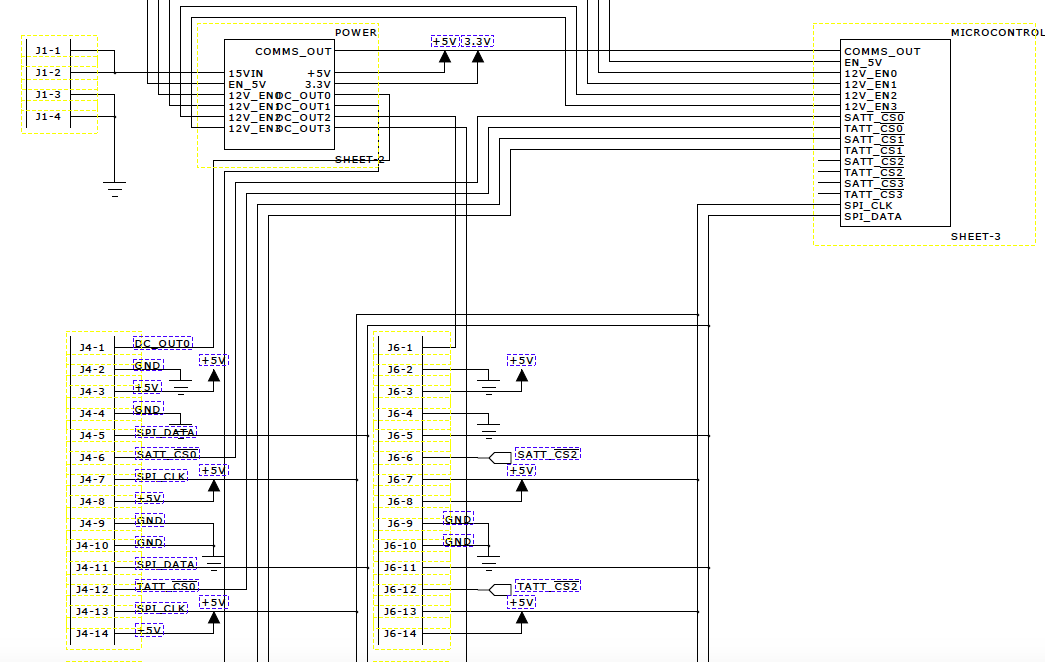 POWER
MICROCONTROL
+5V 3.3V
J1-1
J1-2
J1-3
J1-4
COMMS_OUT
15VIN +5V
EN_5V 3.3V
12V_EN0 DC_OUT0
12V_EN1 DC_OUT1
12V_EN2 DC_OUT2
12V_EN3 DC_OUT3
SHEET-2
COMMS_OUT
EN_5V
12V_EN0
12V_EN1
12V_EN2
12V_EN3
SATT_CS0
TATT_CS0
SATT_CS1
TATT_CS1
SATT_CS2
TATT_CS2
SATT_CS3
TATT_CS3
SPI_CLK
SPI_DATA
SHEET-3
J4-1 DC_OUT0
J4-2 GND +5V
J4-3 +5V
J4-4 GND
J4-5 SPI_DATA
J4-6 SATT_CS0
J4-7 SPI_CLK +5V
J4-8 +5V
J4-9 GND
J4-10 GND
J4-11 SPI_DATA
J4-12 TATT_CS0
J4-13 SPI_CLK +5V
J4-14 +5V
J6-1
J6-2 +5V
J6-3
J6-4
J6-5
J6-6 SATT_CS2
J6-7 +5V
J6-8
J6-9 GND
J6-10 GND
J6-11
J6-12 TATT_CS2
J6-13 +5V
J6-14